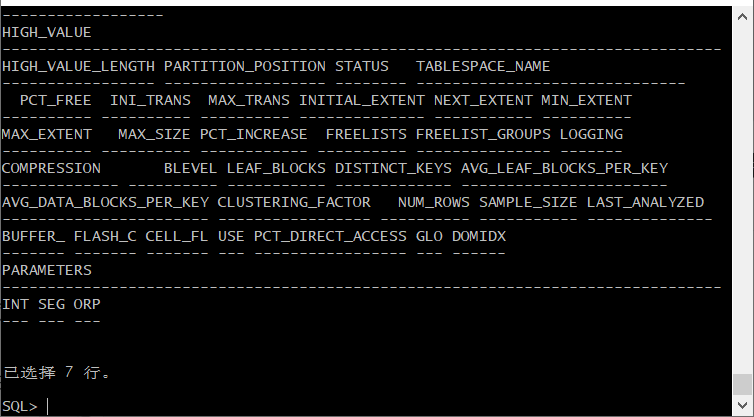 ------------------
HIGH_VALUE
--------------------------------------------------------------------------------
HIGH_VALUE_LENGTH PARTITION_POSITION STATUS   TABLESPACE_NAME
----------------- ------------------ -------- ------------------------------
  PCT_FREE  INI_TRANS  MAX_TRANS INITIAL_EXTENT NEXT_EXTENT MIN_EXTENT
---------- ---------- ---------- -------------- ----------- ----------
MAX_EXTENT   MAX_SIZE PCT_INCREASE  FREELISTS FREELIST_GROUPS LOGGING
---------- ---------- ------------ ---------- --------------- -------
COMPRESSION       BLEVEL LEAF_BLOCKS DISTINCT_KEYS AVG_LEAF_BLOCKS_PER_KEY
------------- ---------- ----------- ------------- -----------------------
AVG_DATA_BLOCKS_PER_KEY CLUSTERING_FACTOR   NUM_ROWS SAMPLE_SIZE LAST_ANALYZED
----------------------- ----------------- ---------- ----------- --------------
BUFFER_ FLASH_C CELL_FL USE PCT_DIRECT_ACCESS GLO DOMIDX
------- ------- ------- --- ----------------- --- ------
PARAMETERS
--------------------------------------------------------------------------------
INT SEG ORP
--- --- ---
已选择 7 行。
SQL>